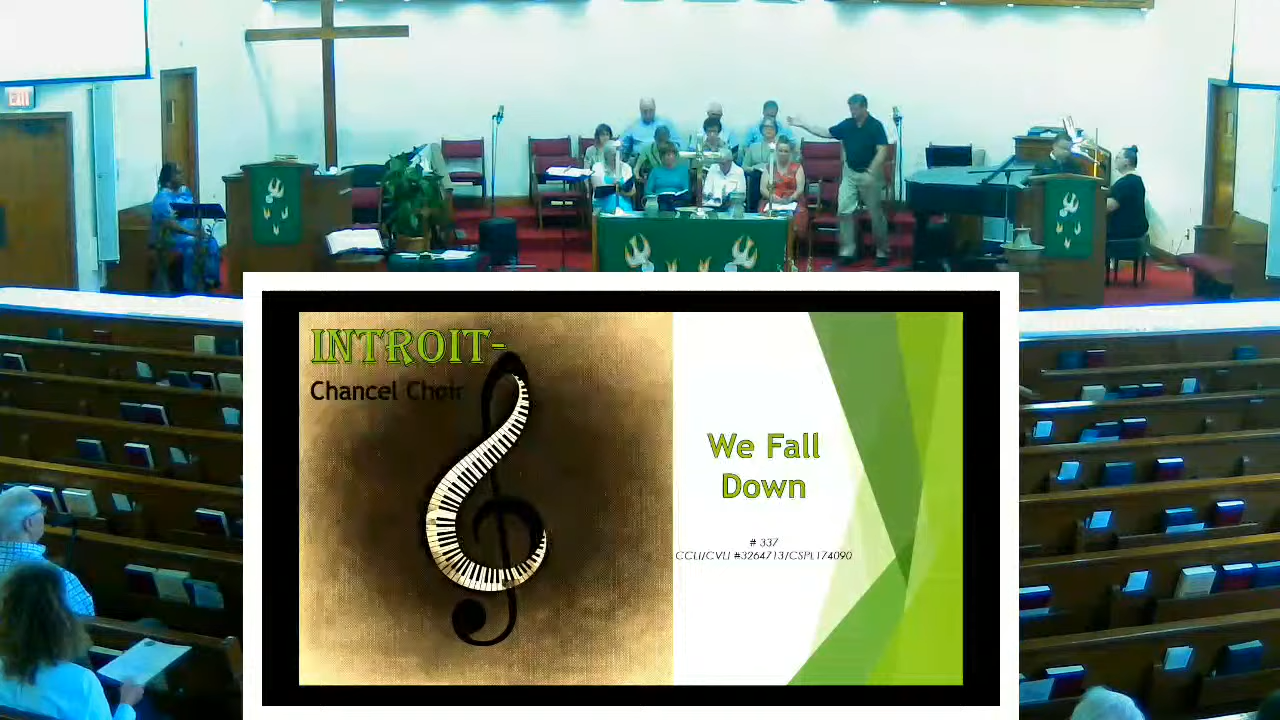 EXIT
INTROIT-
Chancel Choir
We Fall
Down
# 337
CCLI/CVLI #3264713/CSPL174090